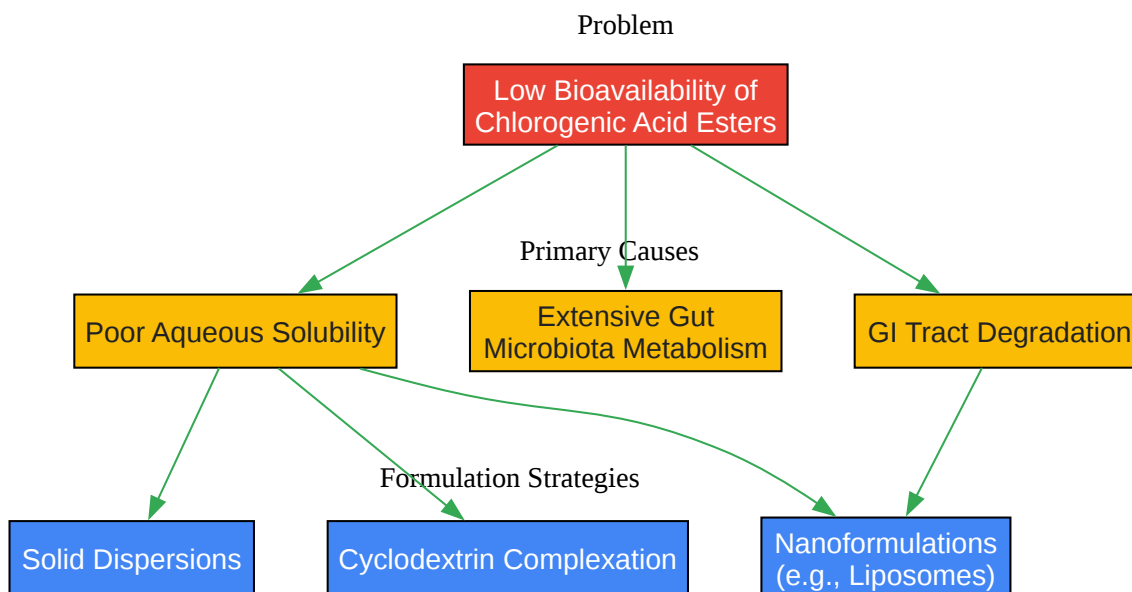 Problem
Low Bioavailability of
Chlorogenic Acid Esters
Primary Causes
Poor Aqueous Solubility
Extensive Gut
Microbiota Metabolism
GI Tract Degradation
Formulation Strategies
Solid Dispersions
Cyclodextrin Complexation
Nanoformulations
(e.g., Liposomes)